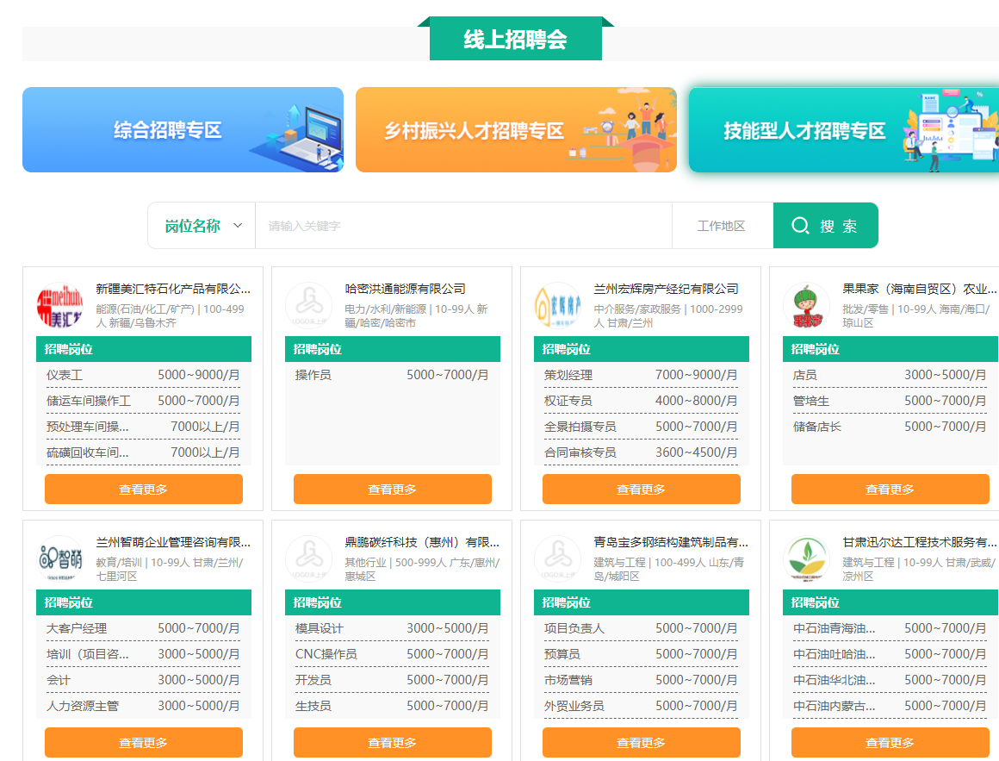 线上招聘会
综合招聘专区
乡村振兴人才招聘专区
技能型人才招聘专区
岗位名称 请输入关键字 工作地区 搜 索
新疆美汇特石化产品有限公...
能源(石油/化工/矿产) | 100-499
人 新疆/乌鲁木齐
招聘岗位
仪表工 5000~9000/月
储运车间操作工 5000~7000/月
预处理车间操... 7000以上/月
硫磺回收车间... 7000以上/月
查看更多
哈密洪通能源有限公司
电力/水利/新能源 | 10-99人 新
疆/哈密/哈密市
招聘岗位
操作员 5000~7000/月
查看更多
宏辉房产
兰州宏辉房产经纪有限公司
中介服务/家政服务 | 1000-2999
人 甘肃/兰州
招聘岗位
策划经理 7000~9000/月
权证专员 4000~8000/月
全景拍摄专员 5000~7000/月
合同审核专员 3600~4500/月
查看更多
果果家
果果家（海南自贸区）农业...
批发/零售 | 10-99人 海南/海口/
琼山区
招聘岗位
店员 3000~5000/月
管培生 5000~7000/月
储备店长 5000~7000/月
查看更多
智萌
兰州智萌企业管理咨询有限...
教育/培训 | 10-99人 甘肃/兰州/
七里河区
招聘岗位
大客户经理 5000~7000/月
培训（项目咨... 3000~5000/月
会计 3000~5000/月
人力资源主管 3000~5000/月
查看更多
鼎鹏碳纤科技（惠州）有限...
其他行业 | 500-999人 广东/惠州/
惠城区
招聘岗位
模具设计 3000~5000/月
CNC操作员 5000~7000/月
开发员 5000~7000/月
生技员 5000~7000/月
查看更多
青岛宝多钢结构建筑制品有...
建筑与工程 | 100-499人 山东/青
岛/城阳区
招聘岗位
项目负责人 5000~7000/月
预算员 5000~7000/月
市场营销 5000~7000/月
外贸业务员 5000~7000/月
查看更多
甘肃迅尔达工程技术服务有...
建筑与工程 | 10-99人 甘肃/武威/
凉州区
招聘岗位
中石油青海油... 5000~7000/月
中石油吐哈油... 5000~7000/月
中石油华北油... 5000~7000/月
中石油内蒙古... 5000~7000/月
查看更多